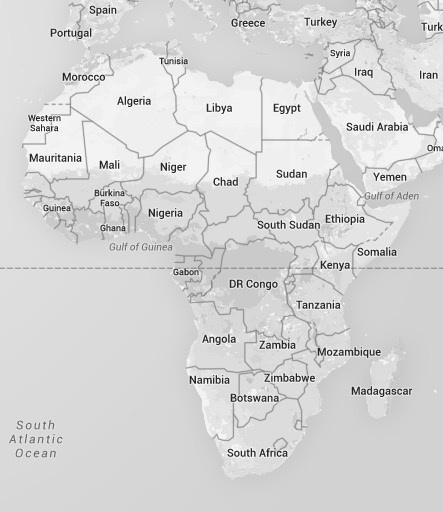 Spain
Portugal
Greece
Turkey
Turk
Syria
Iraq
Iran
Tunisia
Morocco
Algeria
Libya
Egypt
Saudi Arabia
Oma
Western
Sahara
Mauritania
Mali
Niger
Chad
Sudan
Yemen
Gulf of Aden
Burkina
Faso
Guinea
Ghana
Nigeria
Ethiopia
South Sudan
Gulf of Guinea
Somalia
Gabon
Kenya
DR Congo
Tanzania
Angola
Zambia
Mozambique
Namibia
Zimbabwe
Botswana
Madagascar
South
Atlantic
Ocean
South Africa